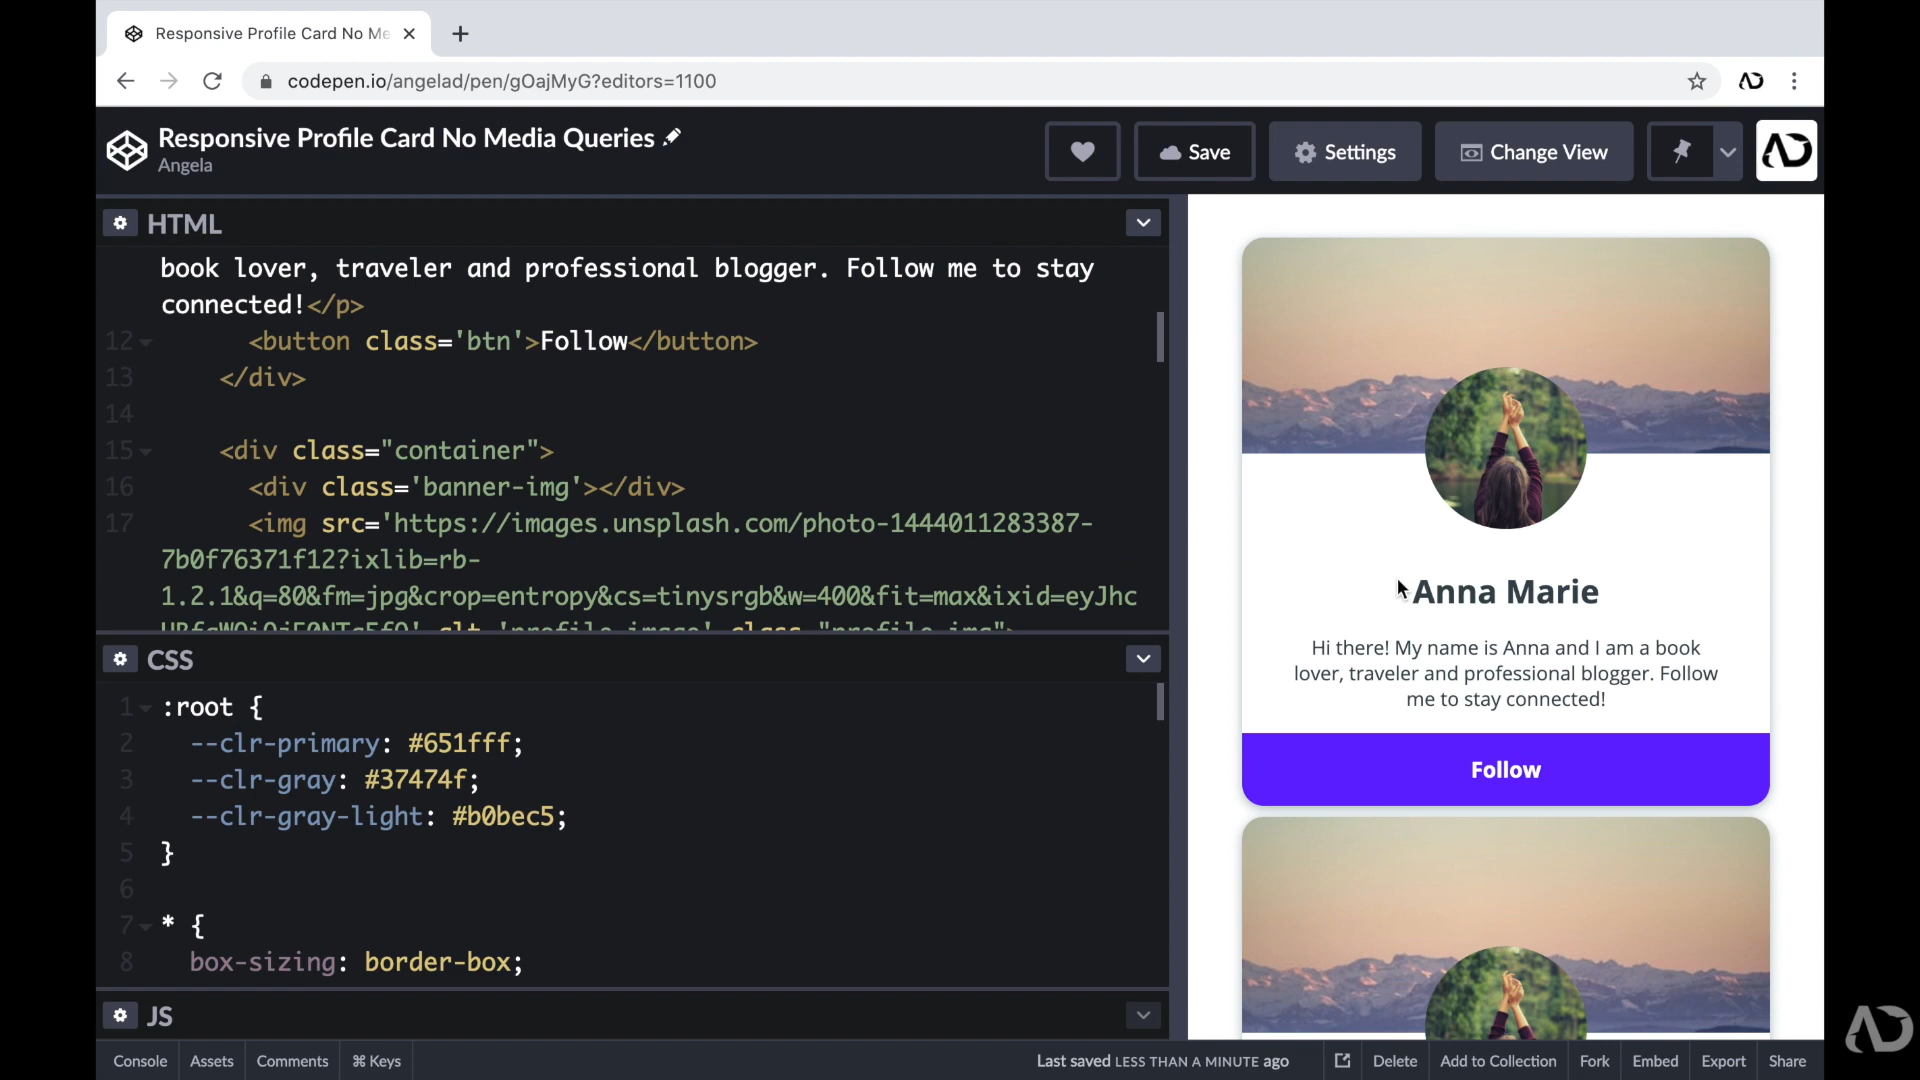 Responsive Profile Card No Me
codepen.io/angelad/pen/gOajMyG?editors=1100
Responsive Profile Card No Media Queries
Angela
Save
Settings
Change View
HTML
book lover, traveler and professional blogger. Follow me to stay
connected!</p>
12 <button class='btn'>Follow</button>
13 </div>
14
15 <div class="container">
16 <div class='banner-img'></div>
17 <img src='https://images.unsplash.com/photo-1444011283387-
7b0f76371f12?ixlib=rb-
1.2.1&q=80&fm=jpg&crop=entropy&cs=tinysrgb&w=400&fit=max&ixid=eyJhc
CSS
1 :root {
2 --clr-primary: #651fff;
3 --clr-gray: #37474f;
4 --clr-gray-light: #b0bec5;
5 }
6
7 * {
8 box-sizing: border-box;
JS
Anna Marie
Hi there! My name is Anna and I am a book
lover, traveler and professional blogger. Follow
me to stay connected!
Follow
Console Assets Comments ⌘ Keys
Last saved LESS THAN A MINUTE ago
Delete Add to Collection Fork Embed Export Share